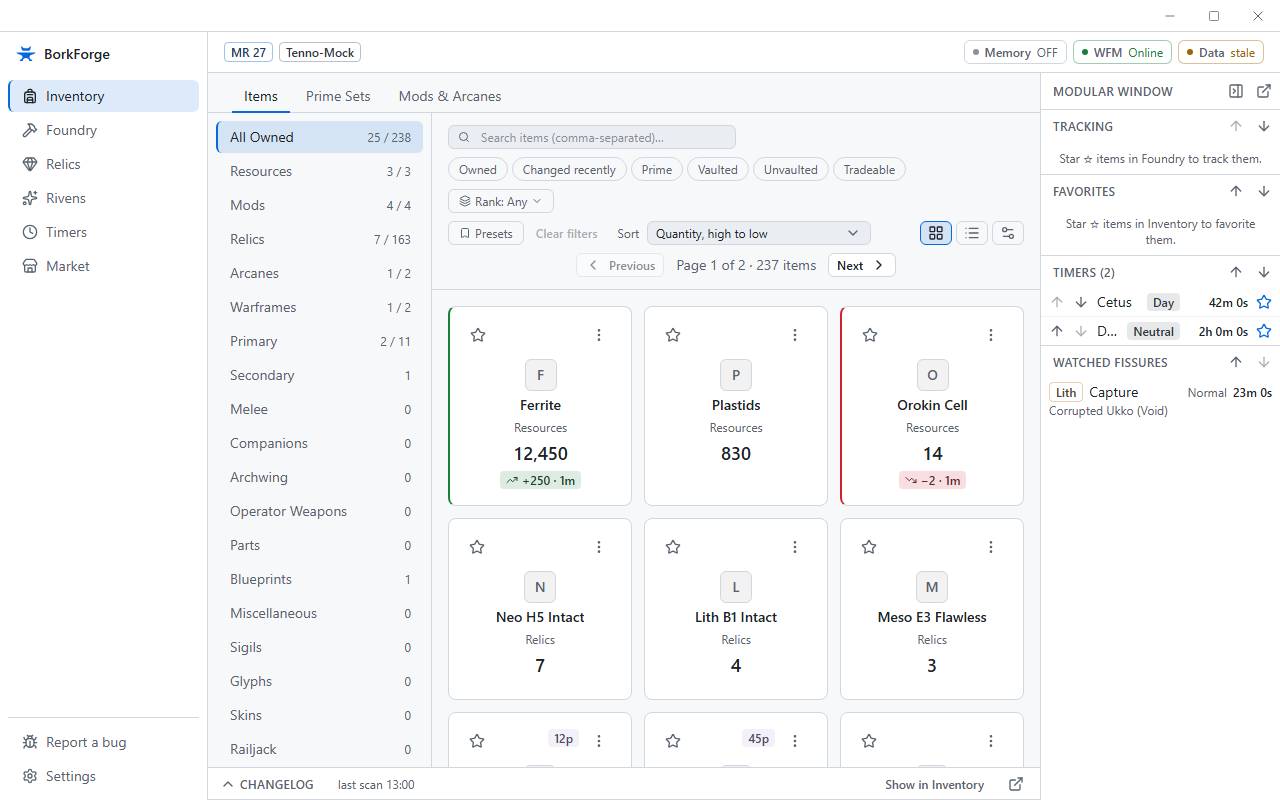 BorkForge
MR 27 Tenno-Mock
Memory OFF WFM Online Data stale
Inventory
Foundry
Relics
Rivens
Timers
Market
Report a bug
Settings
Items Prime Sets Mods & Arcanes
All Owned 25 / 238
Resources 3 / 3
Mods 4 / 4
Relics 7 / 163
Arcanes 1 / 2
Warframes 1 / 2
Primary 2 / 11
Secondary 1
Melee 0
Companions 0
Archwing 0
Operator Weapons 0
Parts 0
Blueprints 1
Miscellaneous 0
Sigils 0
Glyphs 0
Skins 0
Railjack 0
Search items (comma-separated)...
Owned Changed recently Prime Vaulted Unvaulted Tradeable
Rank: Any
Presets Clear filters Sort Quantity, high to low
Previous Page 1 of 2 · 237 items Next
F
Ferrite
Resources
12,450
+250 · 1m
P
Plastids
Resources
830
O
Orokin Cell
Resources
14
−2 · 1m
N
Neo H5 Intact
Relics
7
L
Lith B1 Intact
Relics
4
M
Meso E3 Flawless
Relics
3
12p
45p
CHANGELOG last scan 13:00 Show in Inventory
MODULAR WINDOW
TRACKING
Star ☆ items in Foundry to track them.
FAVORITES
Star ☆ items in Inventory to favorite
them.
TIMERS (2)
Cetus Day 42m 0s
D... Neutral 2h 0m 0s
WATCHED FISSURES
Lith Capture Normal 23m 0s
Corrupted Ukko (Void)